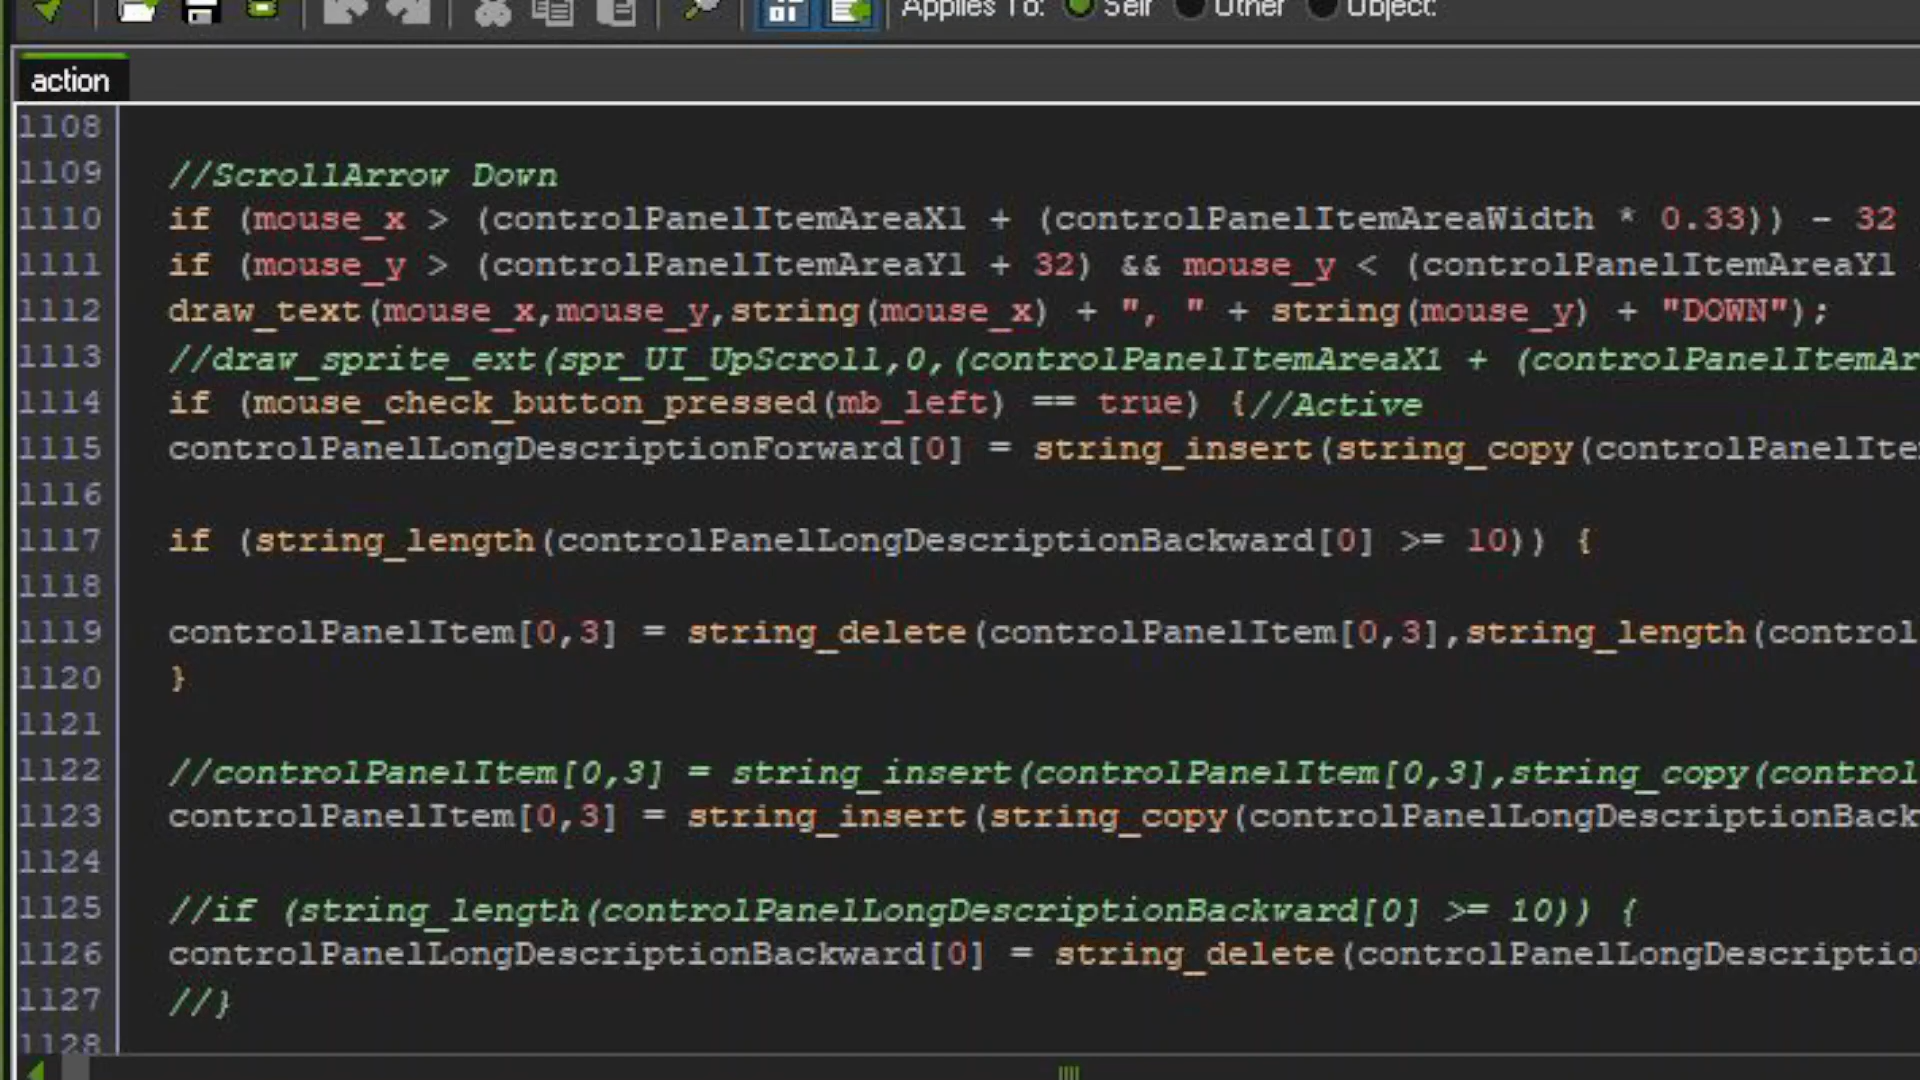 Applies To: Self Other Object:
action
1108
1109 //ScrollArrow Down
1110 if (mouse_x > (controlPanelItemAreaX1 + (controlPanelItemAreaWidth * 0.33)) - 32
1111 if (mouse_y > (controlPanelItemAreaY1 + 32) && mouse_y < (controlPanelItemAreaY1
1112 draw_text(mouse_x,mouse_y,string(mouse_x) + ", " + string(mouse_y) + "DOWN");
1113 //draw_sprite_ext(spr_UI_UpScroll,0,(controlPanelItemAreaX1 + (controlPanelItemAr
1114 if (mouse_check_button_pressed(mb_left) == true) {//Active
1115 controlPanelLongDescriptionForward[0] = string_insert(string_copy(controlPanelIte
1116
1117 if (string_length(controlPanelLongDescriptionBackward[0] >= 10)) {
1118
1119 controlPanelItem[0,3] = string_delete(controlPanelItem[0,3],string_length(control
1120 }
1121
1122 //controlPanelItem[0,3] = string_insert(controlPanelItem[0,3],string_copy(control
1123 controlPanelItem[0,3] = string_insert(string_copy(controlPanelLongDescriptionBack
1124
1125 //if (string_length(controlPanelLongDescriptionBackward[0] >= 10)) {
1126 controlPanelLongDescriptionBackward[0] = string_delete(controlPanelLongDescriptio
1127 //}
1128